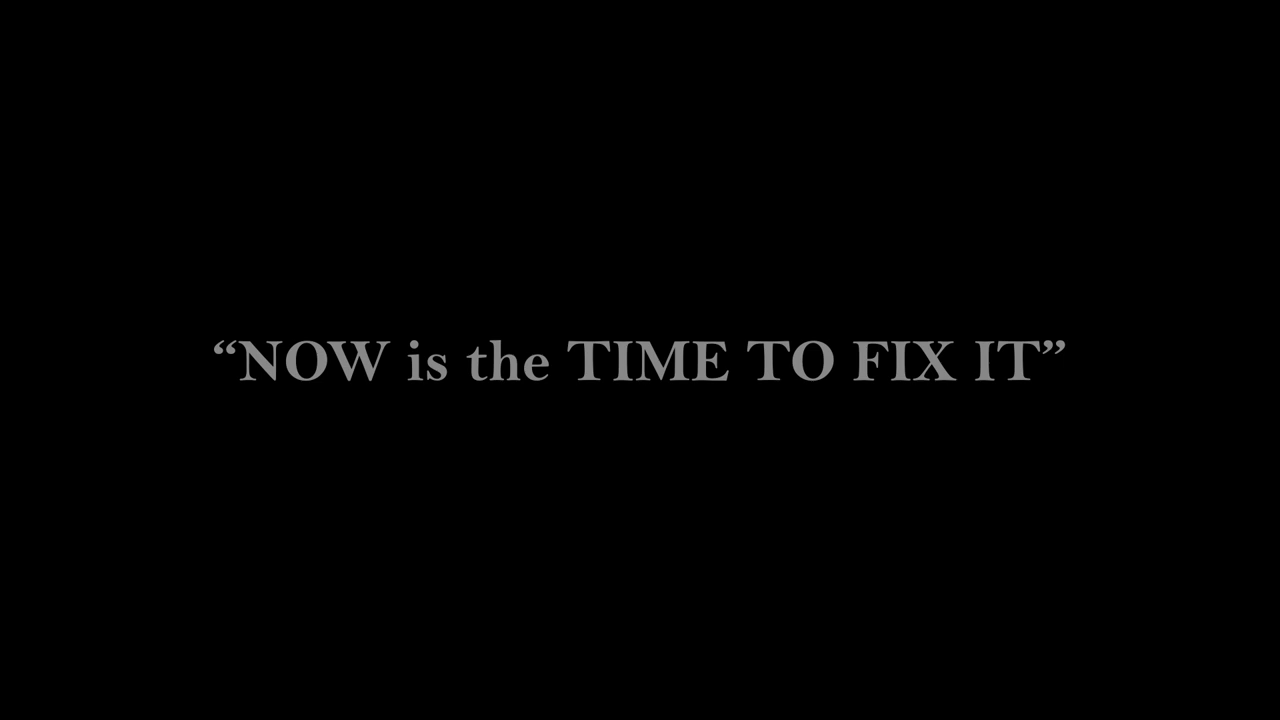 “NOW is the TIME TO FIX IT”